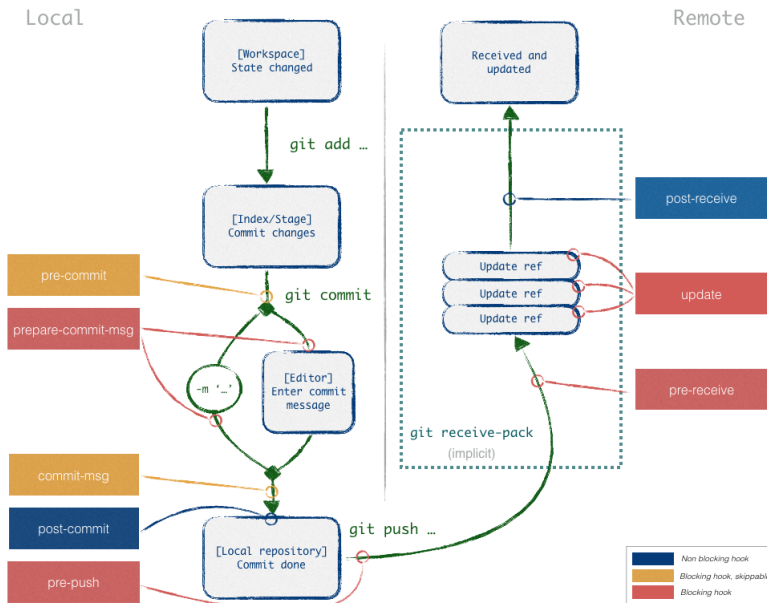 Local
Remote
[Workspace]
State changed
Received and
updated
git add …
[Index/Stage]
Commit changes
post-receive
pre-commit
git commit
Update ref
Update ref
Update ref
update
prepare-commit-msg
-m ‘…’
[Editor]
Enter commit
message
pre-receive
git receive-pack
(implicit)
commit-msg
post-commit
git push …
[Local repository]
Commit done
pre-push
Non blocking hook
Blocking hook, skippable
Blocking hook